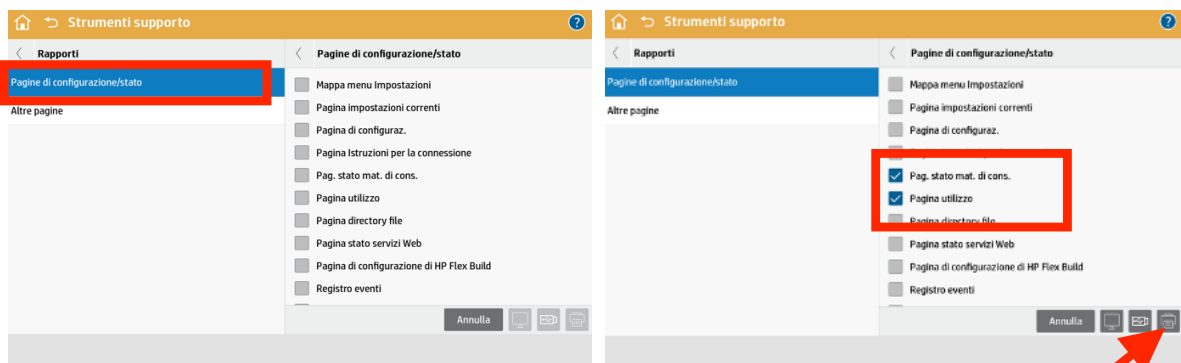 Strumenti supporto
Rapporti
Pagine di configurazione/stato
Altre pagine
Pagine di configurazione/stato
Mappa menu Impostazioni
Pagina impostazioni correnti
Pagina di configuraz.
Pagina Istruzioni per la connessione
Pag. stato mat. di cons.
Pagina utilizzo
Pagina directory file
Pagina stato servizi Web
Pagina di configurazione di HP Flex Build
Registro eventi
Annulla
Strumenti supporto
Rapporti
Pagine di configurazione/stato
Altre pagine
Pagine di configurazione/stato
Mappa menu Impostazioni
Pagina impostazioni correnti
Pagina di configuraz.
Pag. stato mat. di cons.
Pagina utilizzo
Pagina directory file
Pagina stato servizi Web
Pagina di configurazione di HP Flex Build
Registro eventi
Annulla